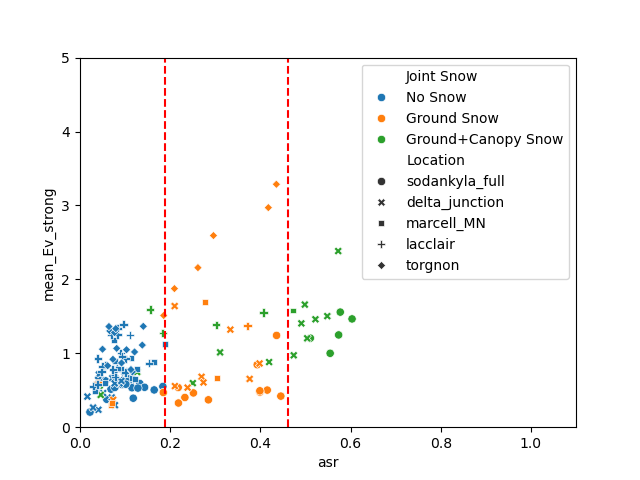 5
4
3
2
1
0
mean_Ev_strong
0.0 0.2 0.4 0.6 0.8 1.0
asr
Joint Snow
No Snow
Ground Snow
Ground+Canopy Snow
Location
sodankyla_full
delta_junction
marcell_MN
lacclair
torgnon